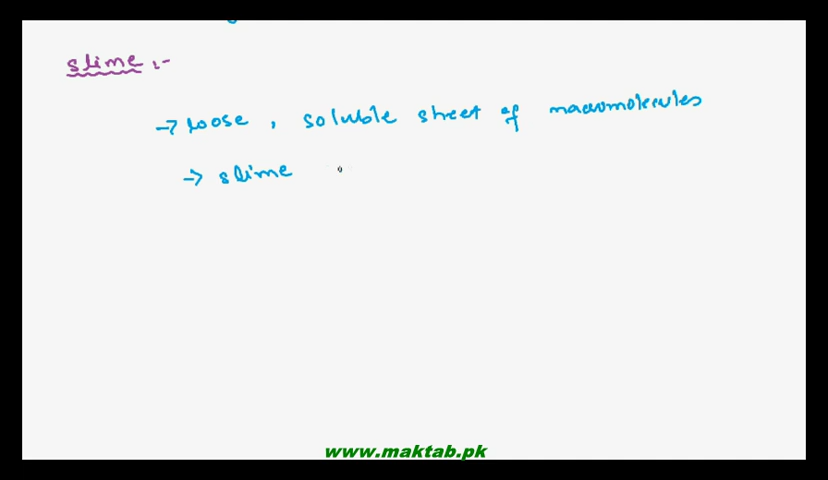 slime :-
→ loose , soluble sheet of macromolecules
→ slime
www.maktab.pk